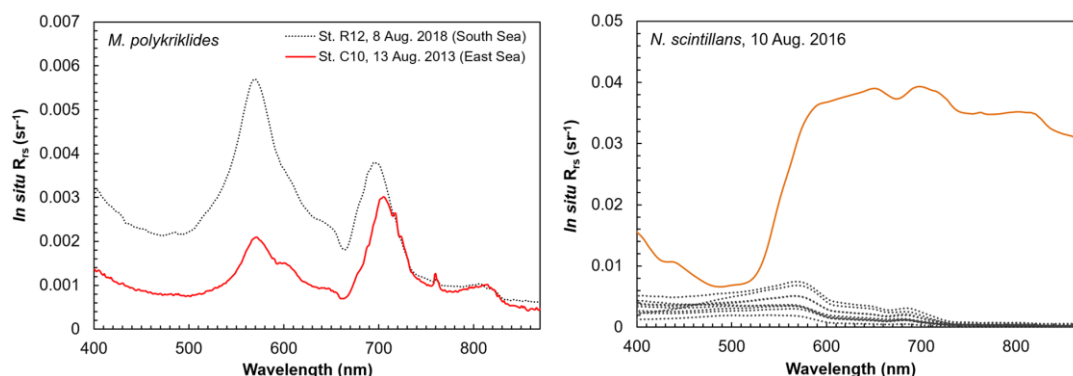 0.007
0.006
0.005
0.004
0.003
0.002
0.001
0
In situ Rrs (sr-1)
M. polykriklides
St. R12, 8 Aug. 2018 (South Sea)
St. C10, 13 Aug. 2013 (East Sea)
400 500 600 700 800
Wavelength (nm)
0.05
0.04
0.03
0.02
0.01
0
In situ Rrs (sr-1)
N. scintillans, 10 Aug. 2016
400 500 600 700 800
Wavelength (nm)